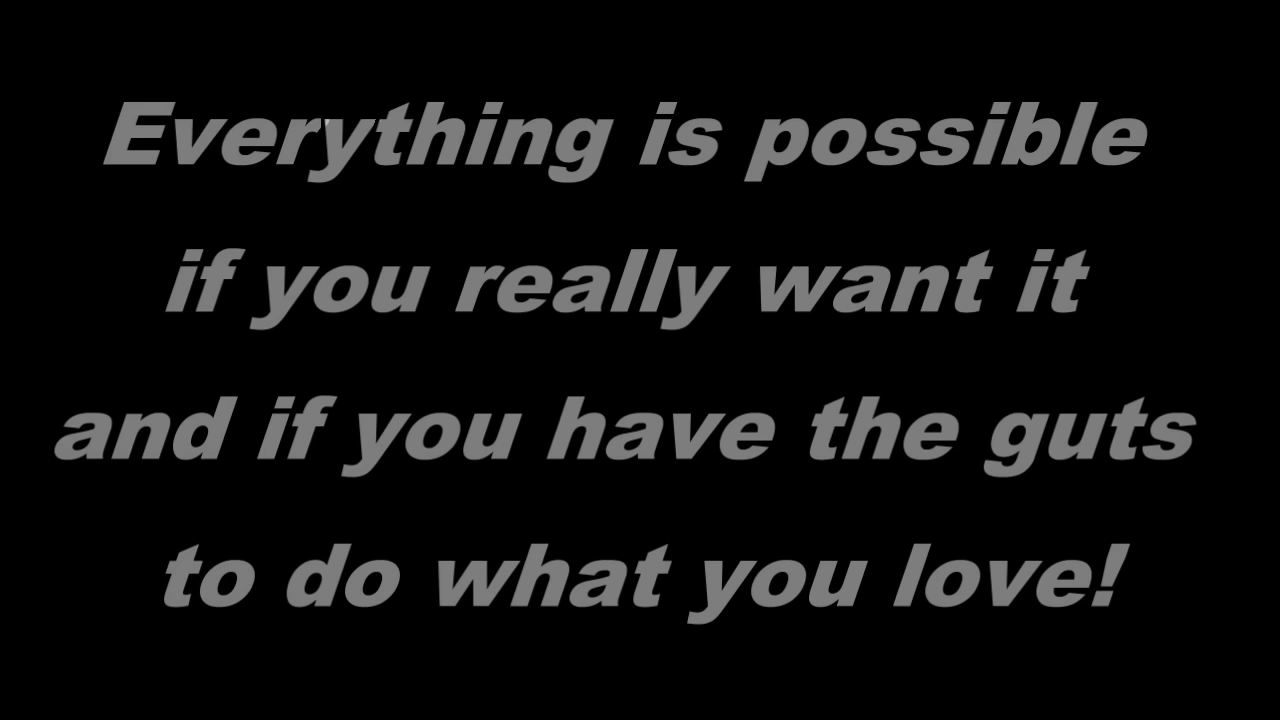 Everything is possible
if you really want it
and if you have the guts
to do what you love!